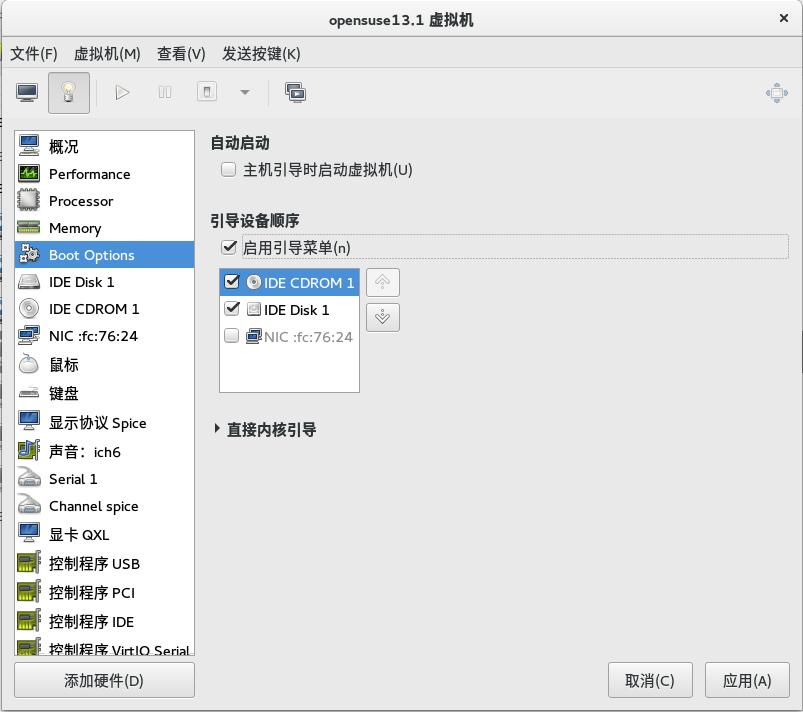 opensuse13.1 虚拟机
文件(F) 虚拟机(M) 查看(V) 发送按键(K)
概况
Performance
Processor
Memory
Boot Options
IDE Disk 1
IDE CDROM 1
NIC :fc:76:24
鼠标
键盘
显示协议 Spice
声音：ich6
Serial 1
Channel spice
显卡 QXL
控制程序 USB
控制程序 PCI
控制程序 IDE
控制程序 VirtIO Serial
添加硬件(D)
自动启动
主机引导时启动虚拟机(U)
引导设备顺序
启用引导菜单(n)
IDE CDROM 1
IDE Disk 1
NIC :fc:76:24
直接内核引导
取消(C) 应用(A)